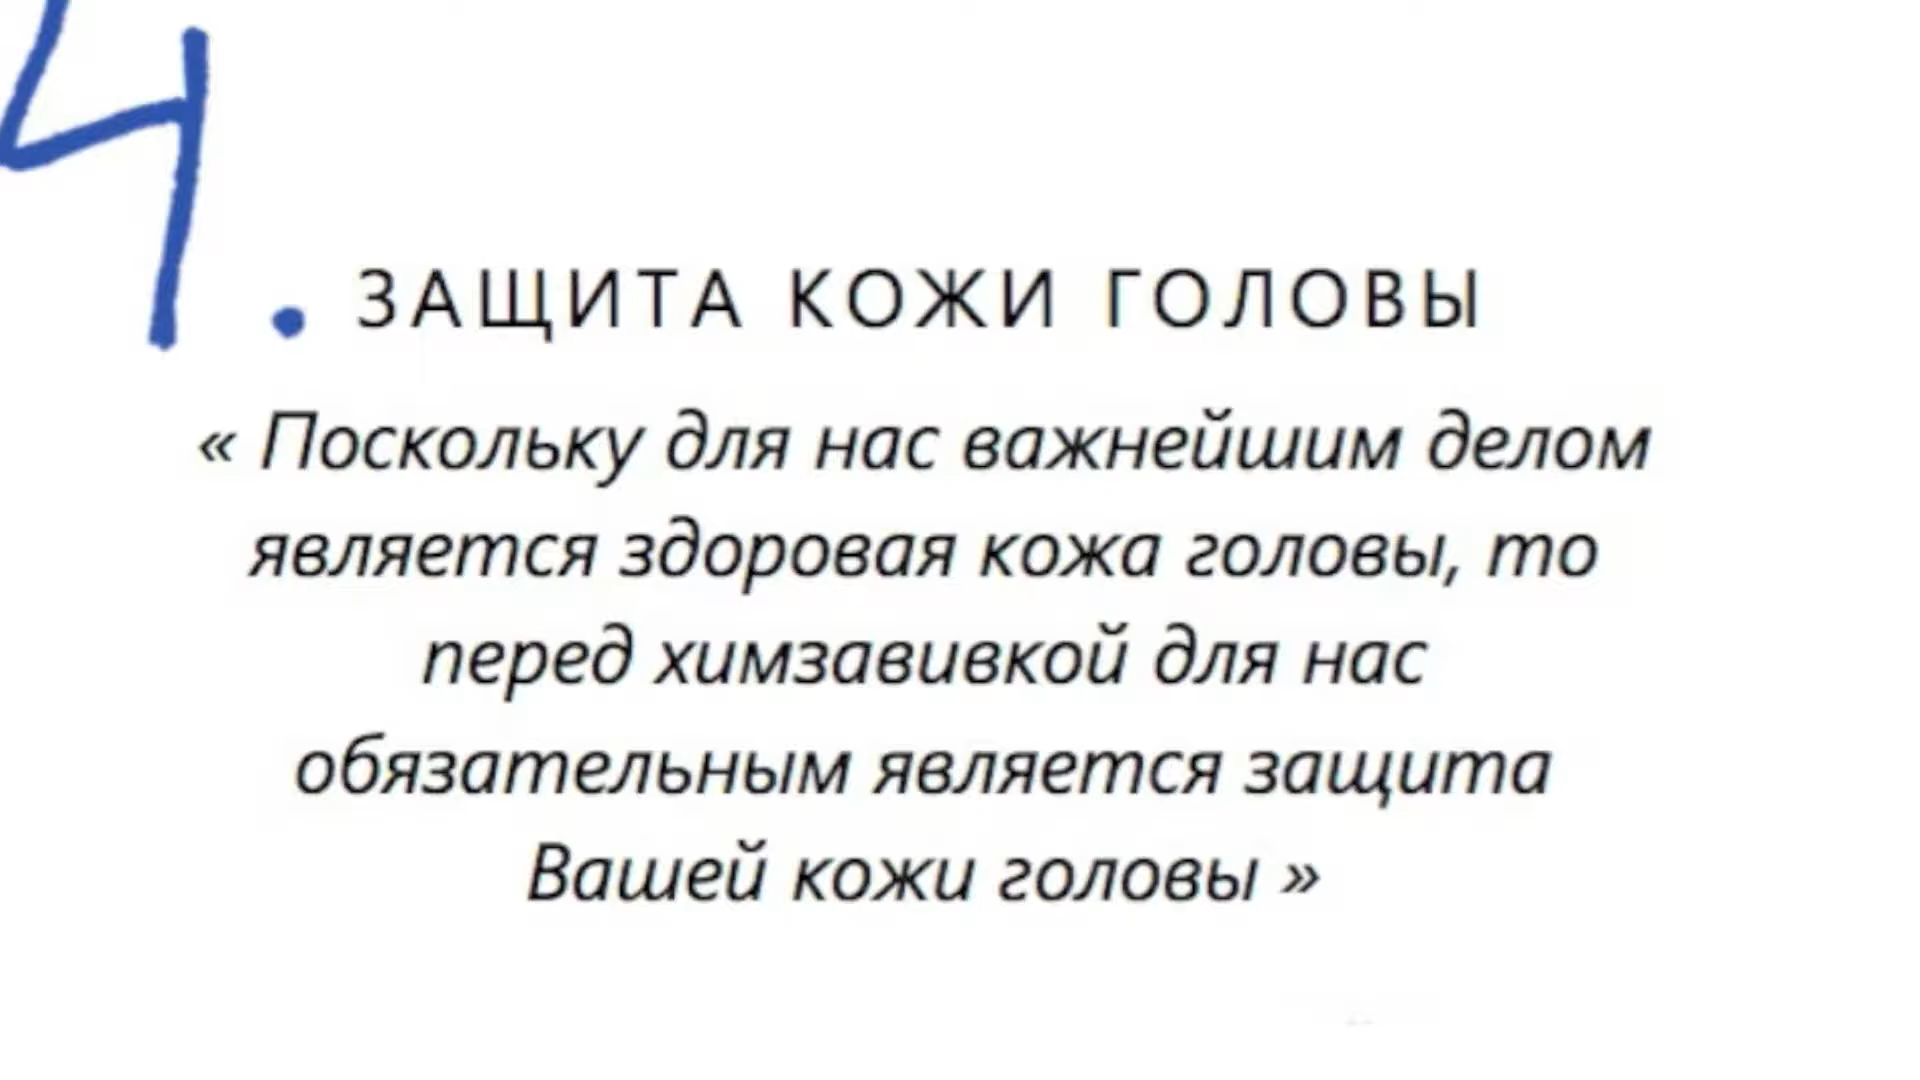 4. ЗАЩИТА КОЖИ ГОЛОВЫ
« Поскольку для нас важнейшим делом
является здоровая кожа головы, то
перед химзавивкой для нас
обязательным является защита
Вашей кожи головы »